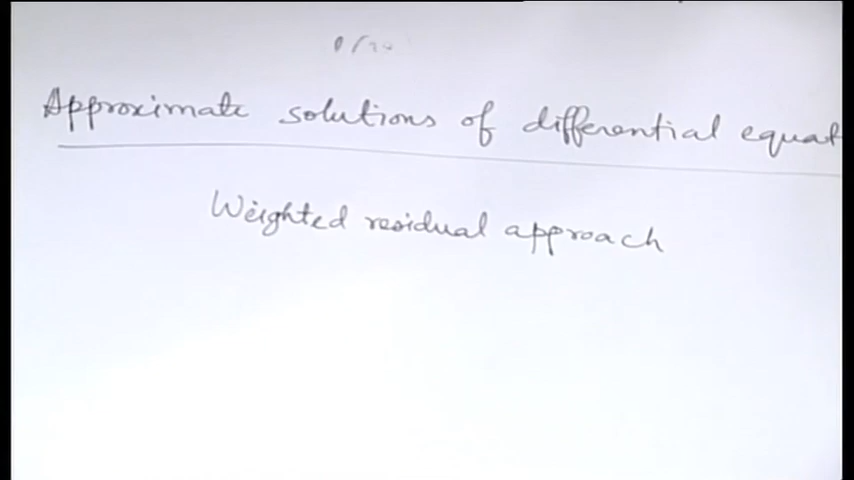 Approximate solutions of differential equat
Weighted residual approach